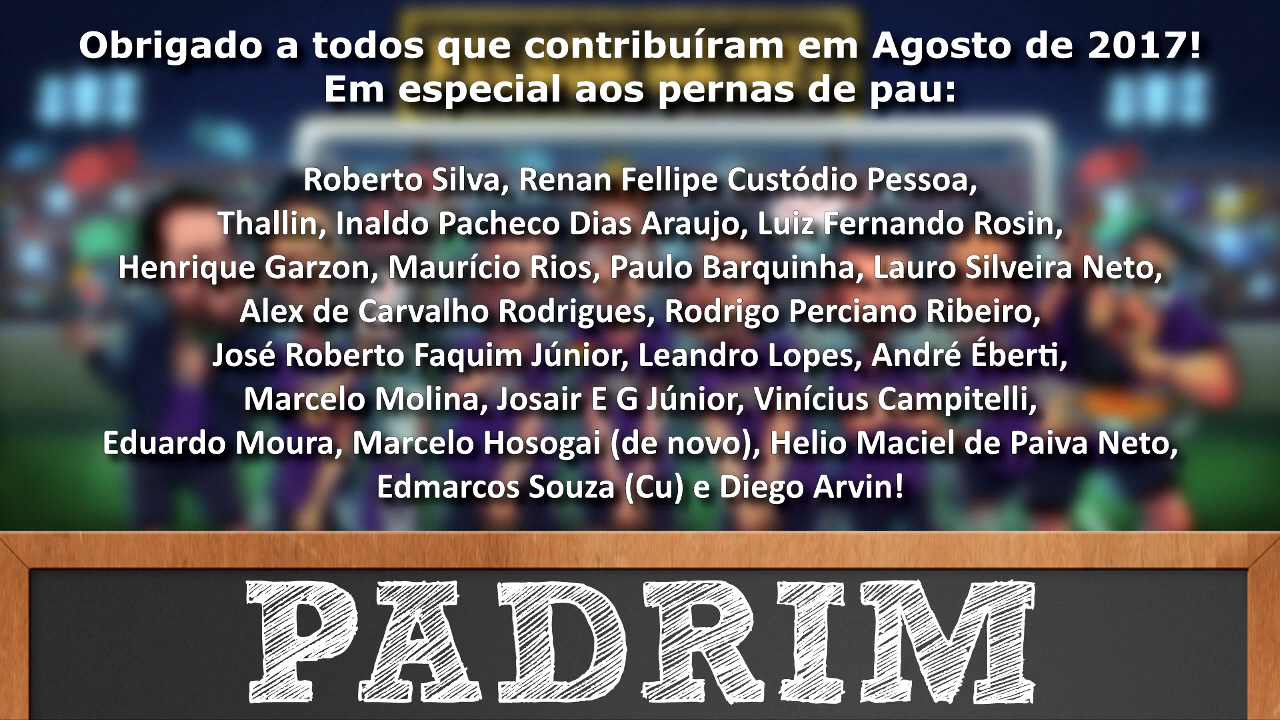 Obrigado a todos que contribuíram em Agosto de 2017!
Em especial aos pernas de pau:
Roberto Silva, Renan Fellipe Custódio Pessoa,
Thallin, Inaldo Pacheco Dias Araujo, Luiz Fernando Rosin,
Henrique Garzon, Maurício Rios, Paulo Barquinha, Lauro Silveira Neto,
Alex de Carvalho Rodrigues, Rodrigo Perciano Ribeiro,
José Roberto Faquim Júnior, Leandro Lopes, André Éberti,
Marcelo Molina, Josair E G Júnior, Vinícius Campitelli,
Eduardo Moura, Marcelo Hosogai (de novo), Helio Maciel de Paiva Neto,
Edmarcos Souza (Cu) e Diego Arvin!
PADRIM